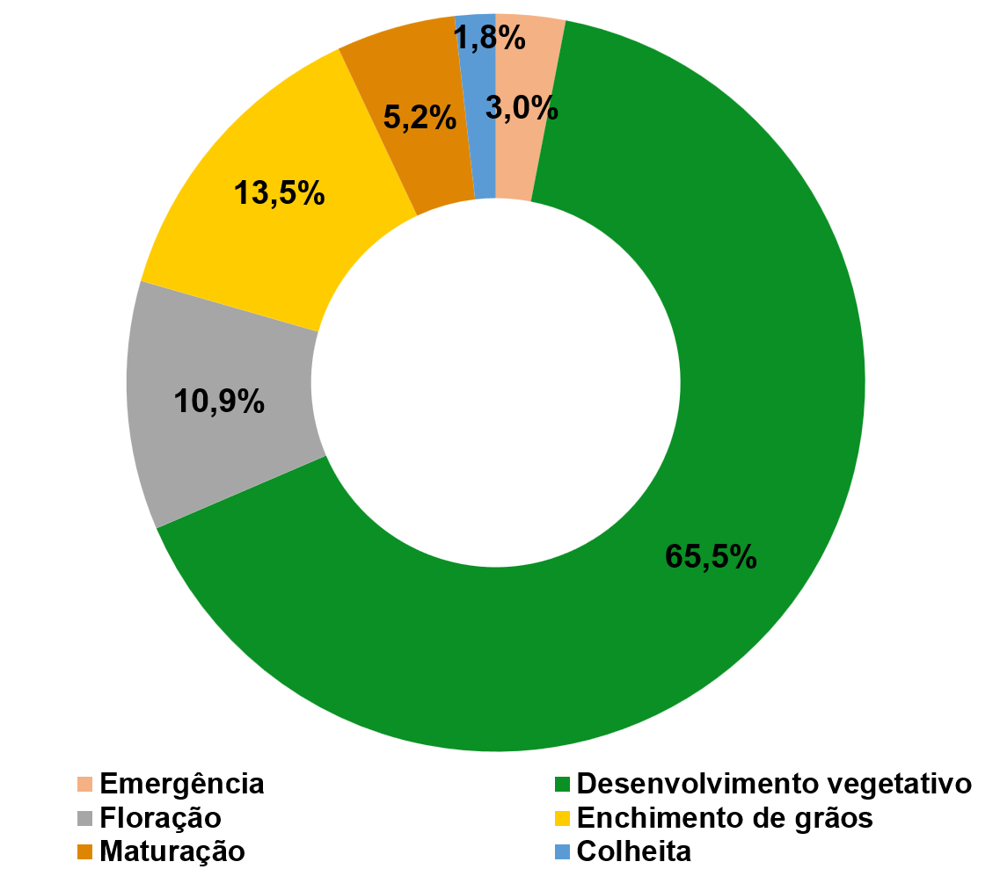 1,8%
3,0%
5,2%
13,5%
10,9%
65,5%
Emergência
Desenvolvimento vegetativo
Floração
Enchimento de grãos
Maturação
Colheita